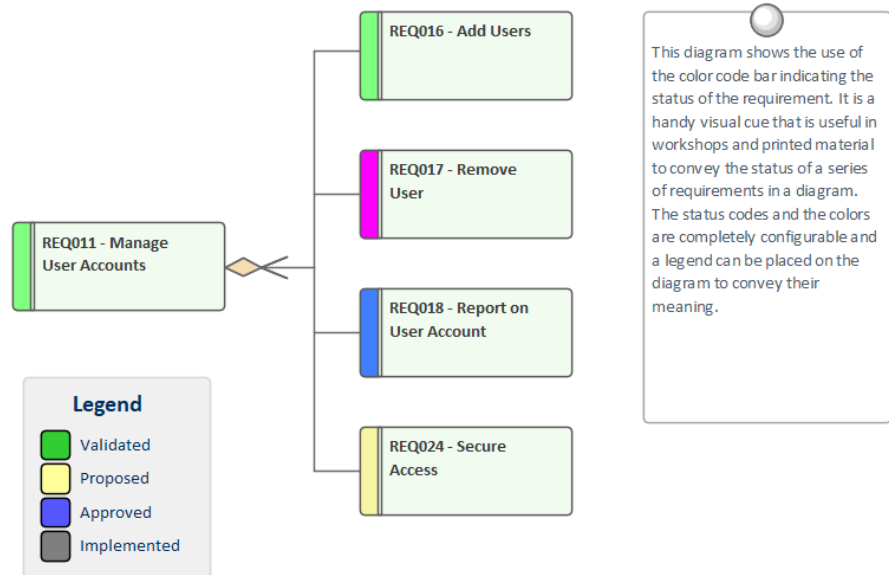 REQ016 - Add Users
REQ017 - Remove
User
REQ011 - Manage
User Accounts
REQ018 - Report on
User Account
REQ024 - Secure
Access
This diagram shows the use of
the color code bar indicating the
status of the requirement. It is a
handy visual cue that is useful in
workshops and printed material
to convey the status of a series
of requirements in a diagram.
The status codes and the colors
are completely configurable and
a legend can be placed on the
diagram to convey their
meaning.
Legend
Validated
Proposed
Approved
Implemented